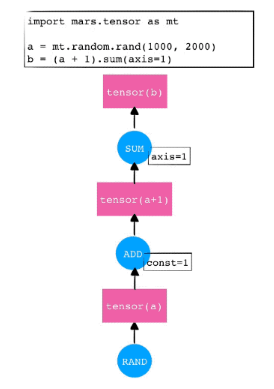 import mars.tensor as mt
a = mt.random.rand(1000, 2000)
b = (a + 1).sum(axis=1)
tensor(b)
SUM
axis=1
tensor(a+1)
ADD
const=1
tensor(a)
RAND